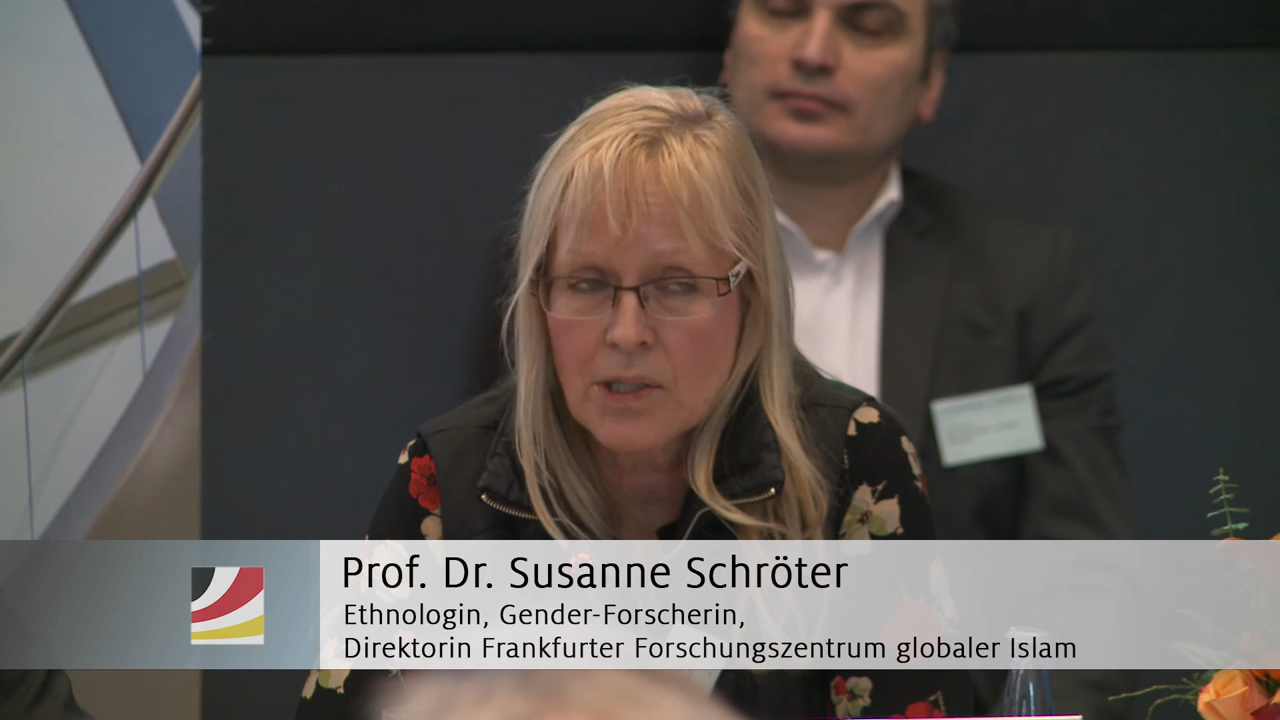 Prof. Dr. Susanne Schröter
Ethnologin, Gender-Forscherin,
Direktorin Frankfurter Forschungszentrum globaler Islam